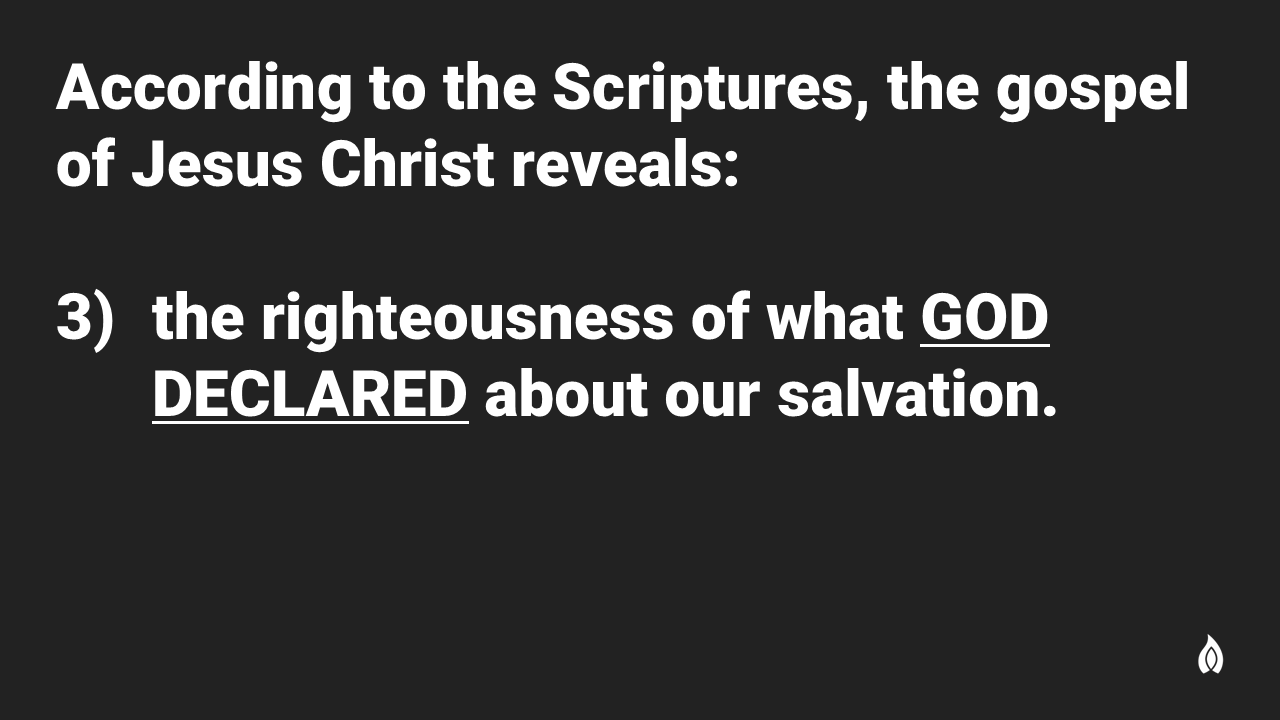 According to the Scriptures, the gospel
of Jesus Christ reveals:
3) the righteousness of what GOD
DECLARED about our salvation.